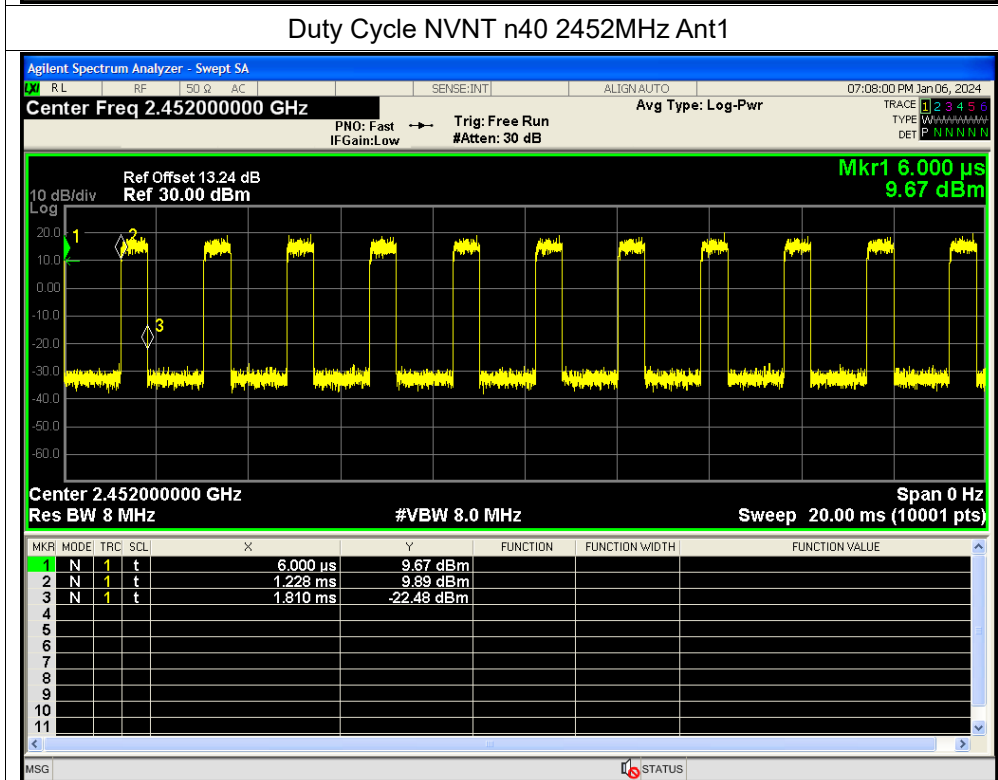 Duty Cycle NVNT n40 2452MHz Ant1
Agilent Spectrum Analyzer - Swept SA
LXI RL RF 50 Ω AC SENSE:INT ALIGN AUTO 07:08:00 PM Jan 06, 2024
Center Freq 2.452000000 GHz Avg Type: Log-Pwr TRACE 1 2 3 4 5 6
PNO: Fast Trig: Free Run TYPE WWWWWW
IFGain:Low #Atten: 30 dB DET P N N N N N
Mkr1 6.000 µs
Ref Offset 13.24 dB
10 dB/div Ref 30.00 dBm 9.67 dBm
Log
20.0
10.0
0.00
-10.0
-20.0
-30.0
-40.0
-50.0
-60.0
1
2
3
Center 2.452000000 GHz Span 0 Hz
Res BW 8 MHz #VBW 8.0 MHz Sweep 20.00 ms (10001 pts)
MKR MODE TRC SCL X Y FUNCTION FUNCTION WIDTH FUNCTION VALUE
1 N 1 t 6.000 µs 9.67 dBm
2 N 1 t 1.228 ms 9.89 dBm
3 N 1 t 1.810 ms -22.48 dBm
4
5
6
7
8
9
10
11
MSG STATUS